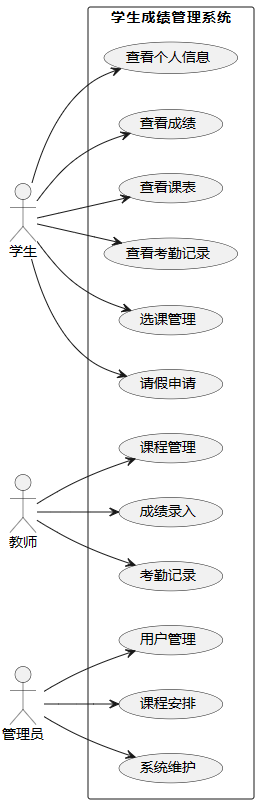 学生成绩管理系统
查看个人信息
查看成绩
查看课表
学生
查看考勤记录
选课管理
请假申请
课程管理
成绩录入
教师
考勤记录
用户管理
课程安排
管理员
系统维护